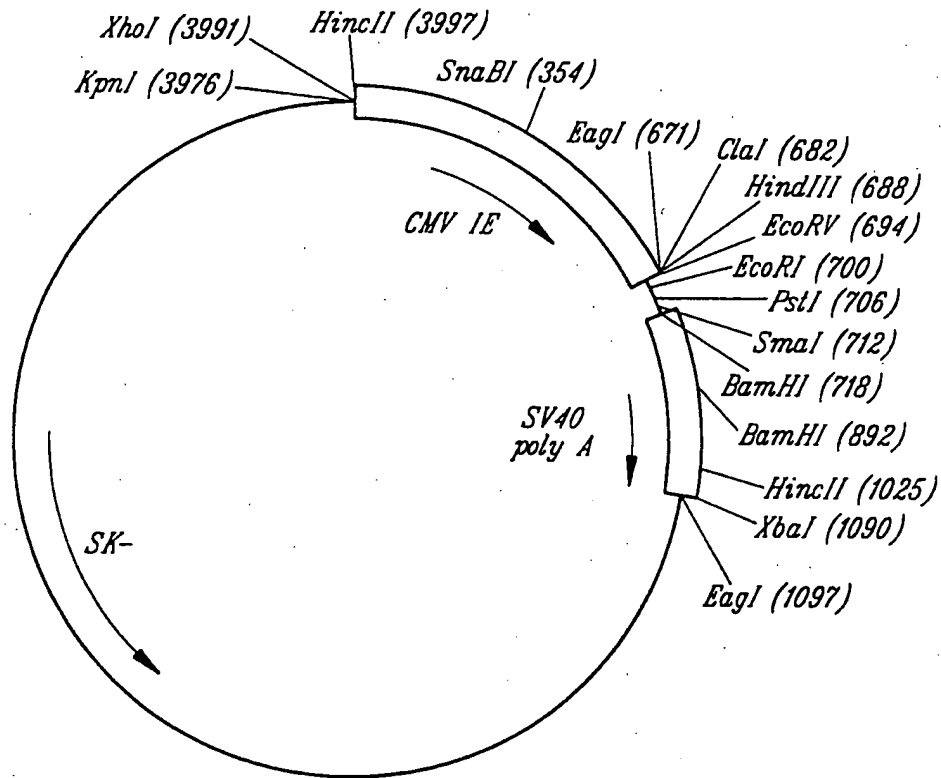 XhoI (3991)
HincII (3997)
KpnI (3976)
SnaBI (354)
EagI (671)
ClaI (682)
HindIII (688)
EcoRV (694)
EcoRI (700)
PstI (706)
SmaI (712)
BamHI (718)
BamHI (892)
HincII (1025)
XbaI (1090)
EagI (1097)
CMV IE
SV40
poly A
SK-